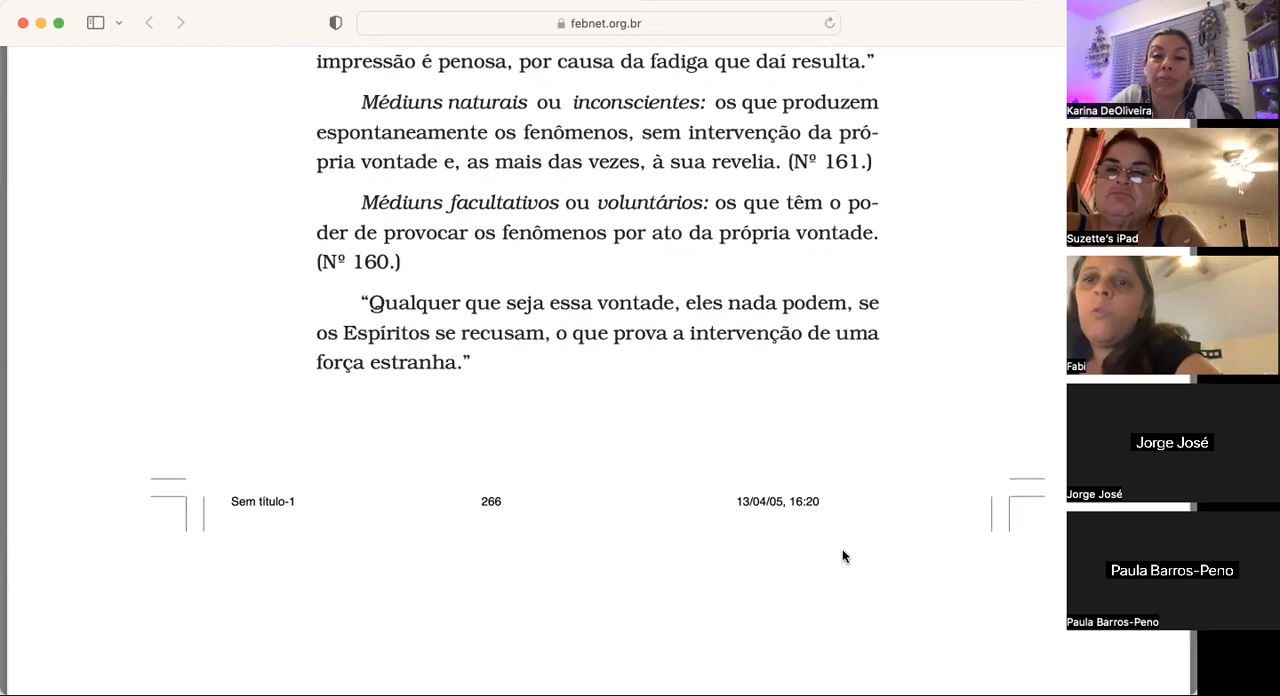 febnet.org.br
impressão é penosa, por causa da fadiga que daí resulta.”
Médiuns naturais ou inconscientes: os que produzem
espontaneamente os fenômenos, sem intervenção da pró-
pria vontade e, as mais das vezes, à sua revelia. (Nº 161.)
Médiuns facultativos ou voluntários: os que têm o po-
der de provocar os fenômenos por ato da própria vontade.
(Nº 160.)
“Qualquer que seja essa vontade, eles nada podem, se
os Espíritos se recusam, o que prova a intervenção de uma
força estranha.”
Sem título-1 266 13/04/05, 16:20
Karina DeOliveira
Suzette’s iPad
Fabi
Jorge José
Jorge José
Paula Barros-Peno
Paula Barros-Peno